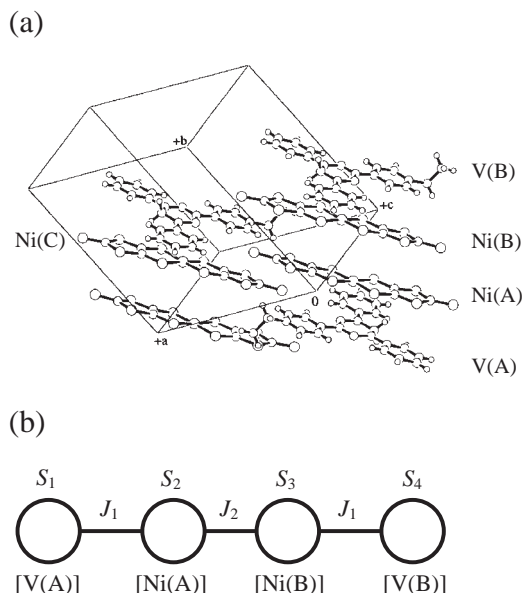 (a)
+b
V(B)
+c
Ni(C)
Ni(B)
Ni(A)
0
+a
V(A)
(b)
S1 S2 S3 S4
J1 J2 J1
[V(A)] [Ni(A)] [Ni(B)] [V(B)]